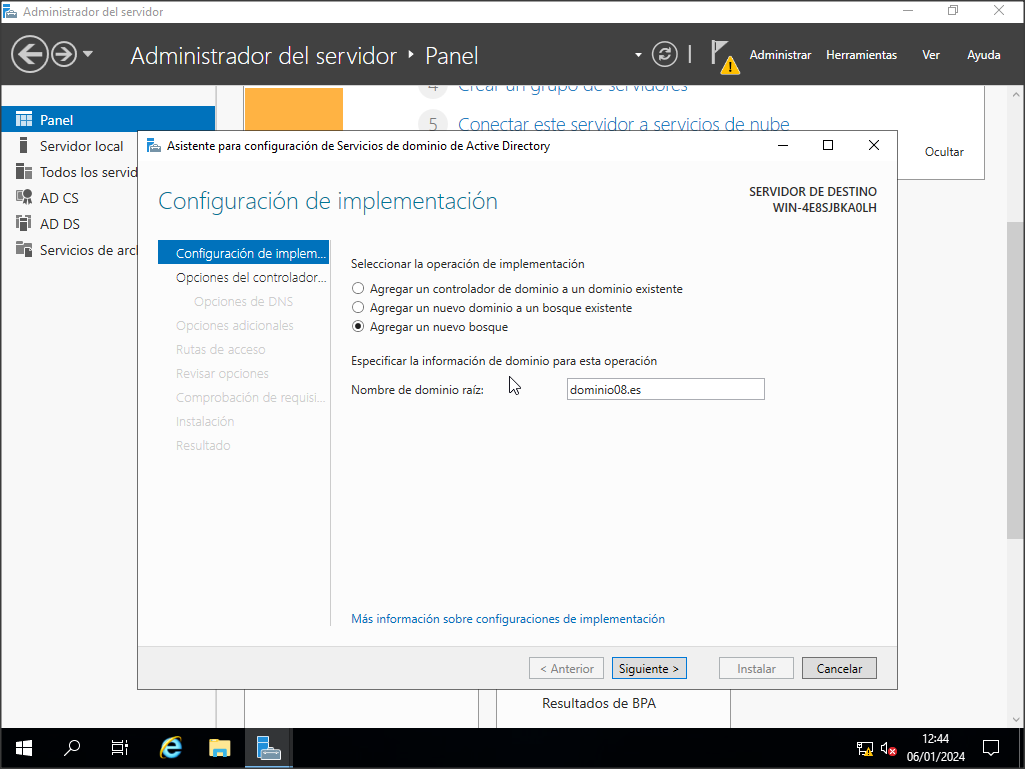 Administrador del servidor
Administrador del servidor ‣ Panel
Administrar Herramientas Ver Ayuda
4 Crear un grupo de servidores
5 Conectar este servidor a servicios de nube
Ocultar
Panel
Servidor local
Todos los servid
AD CS
AD DS
Servicios de arc
Asistente para configuración de Servicios de dominio de Active Directory
Configuración de implementación
SERVIDOR DE DESTINO
WIN-4E8SJBKA0LH
Configuración de implem...
Opciones del controlador...
Opciones de DNS
Opciones adicionales
Rutas de acceso
Revisar opciones
Comprobación de requisi...
Instalación
Resultado
Seleccionar la operación de implementación
Agregar un controlador de dominio a un dominio existente
Agregar un nuevo dominio a un bosque existente
Agregar un nuevo bosque
Especificar la información de dominio para esta operación
Nombre de dominio raíz: dominio08.es
Más información sobre configuraciones de implementación
< Anterior Siguiente > Instalar Cancelar
Resultados de BPA
12:44
06/01/2024